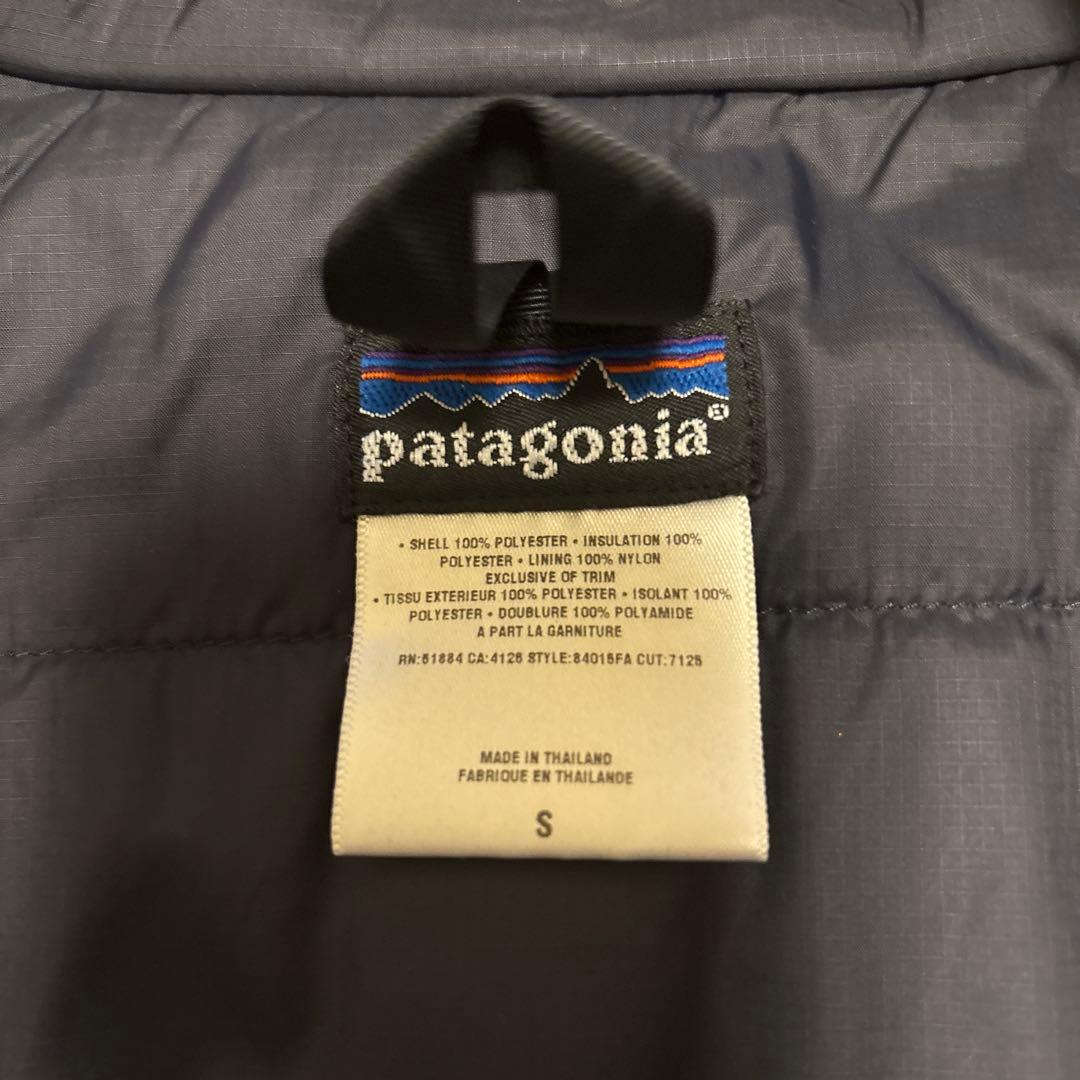 patagonia®
• SHELL 100% POLYESTER • INSULATION 100%
POLYESTER • LINING 100% NYLON
EXCLUSIVE OF TRIM
• TISSU EXTERIEUR 100% POLYESTER • ISOLANT 100%
POLYESTER • DOUBLURE 100% POLYAMIDE
A PART LA GARNITURE
RN:51884 CA:4126 STYLE:84015FA CUT:7125
MADE IN THAILAND
FABRIQUE EN THAILANDE
S